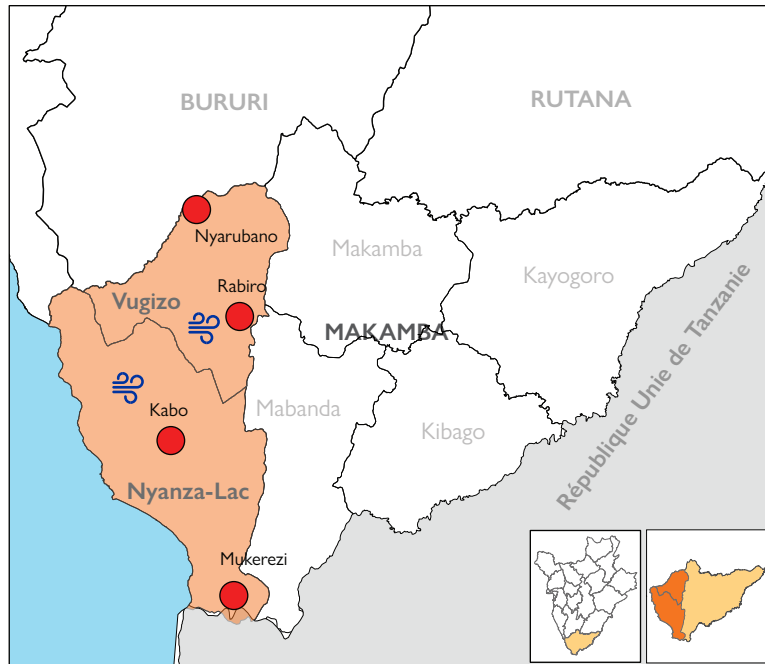 BURURI
RUTANA
Nyarubano
Makamba
Kayogoro
Rabiro
Vugizo
MAKAMBA
République Unie de Tanzanie
Kabo
Mabanda
Kibago
Nyanza-Lac
Mukerezi